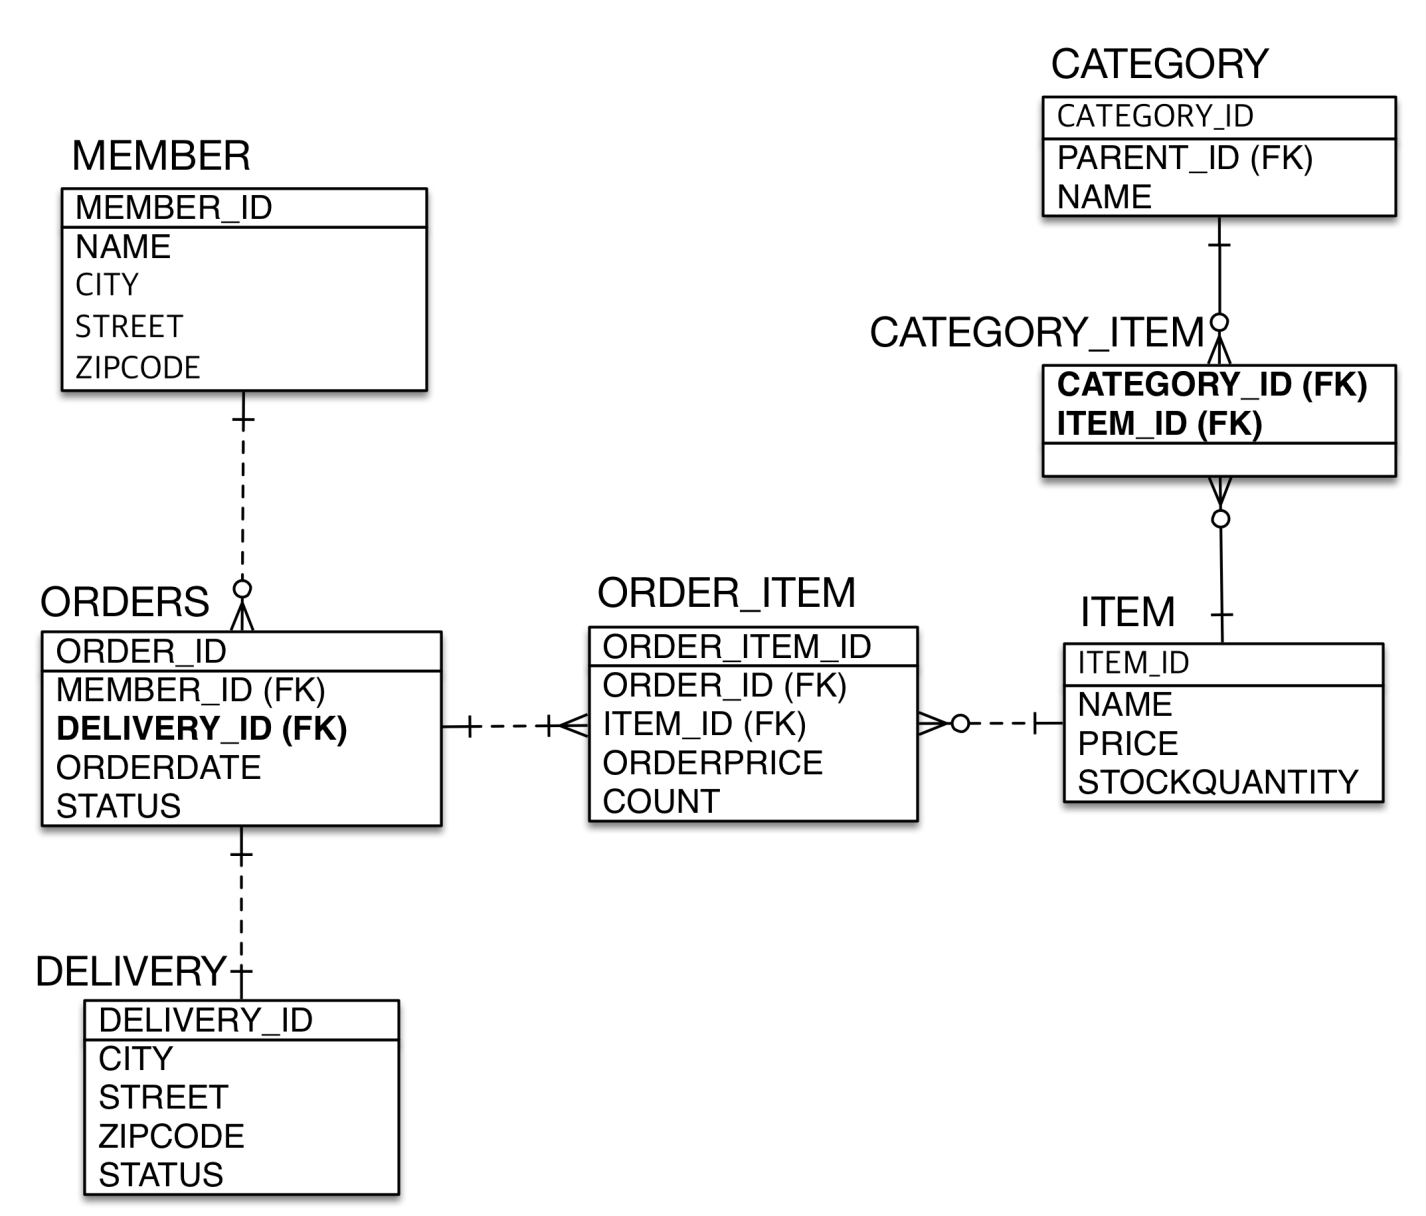 CATEGORY
CATEGORY_ID
PARENT_ID (FK)
NAME
MEMBER
MEMBER_ID
NAME
CITY
STREET
ZIPCODE
CATEGORY_ITEM
CATEGORY_ID (FK)
ITEM_ID (FK)
ORDERS
ORDER_ID
MEMBER_ID (FK)
DELIVERY_ID (FK)
ORDERDATE
STATUS
ORDER_ITEM
ORDER_ITEM_ID
ORDER_ID (FK)
ITEM_ID (FK)
ORDERPRICE
COUNT
ITEM
ITEM_ID
NAME
PRICE
STOCKQUANTITY
DELIVERY
DELIVERY_ID
CITY
STREET
ZIPCODE
STATUS